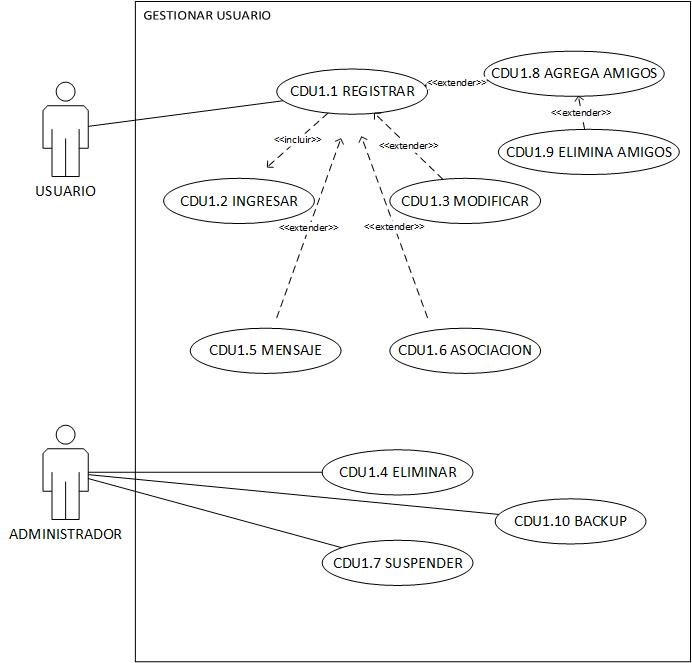 GESTIONAR USUARIO
CDU1.8 AGREGA AMIGOS
CDU1.1 REGISTRAR
<<extender>>
<<extender>>
<<incluir>>
<<extender>>
CDU1.9 ELIMINA AMIGOS
USUARIO
CDU1.2 INGRESAR
CDU1.3 MODIFICAR
<<extender>>
<<extender>>
CDU1.5 MENSAJE
CDU1.6 ASOCIACION
CDU1.4 ELIMINAR
CDU1.10 BACKUP
ADMINISTRADOR
CDU1.7 SUSPENDER